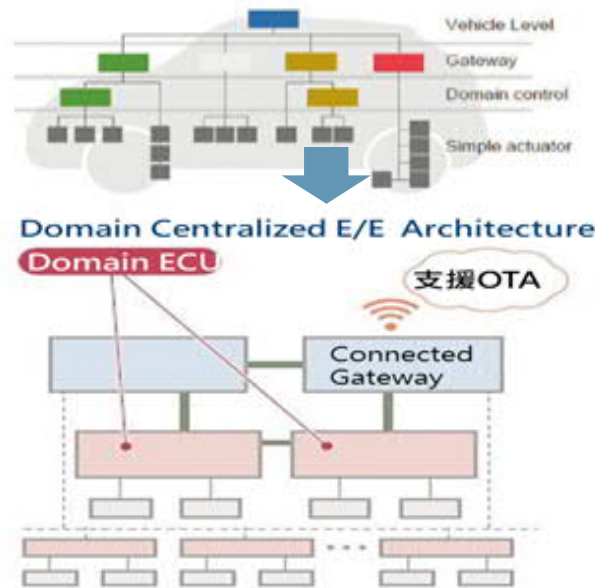 Vehicle Level
Gateway
Domain control
Simple actuator
Domain Centralized E/E Architecture
Domain ECU
支援OTA
Connected
Gateway